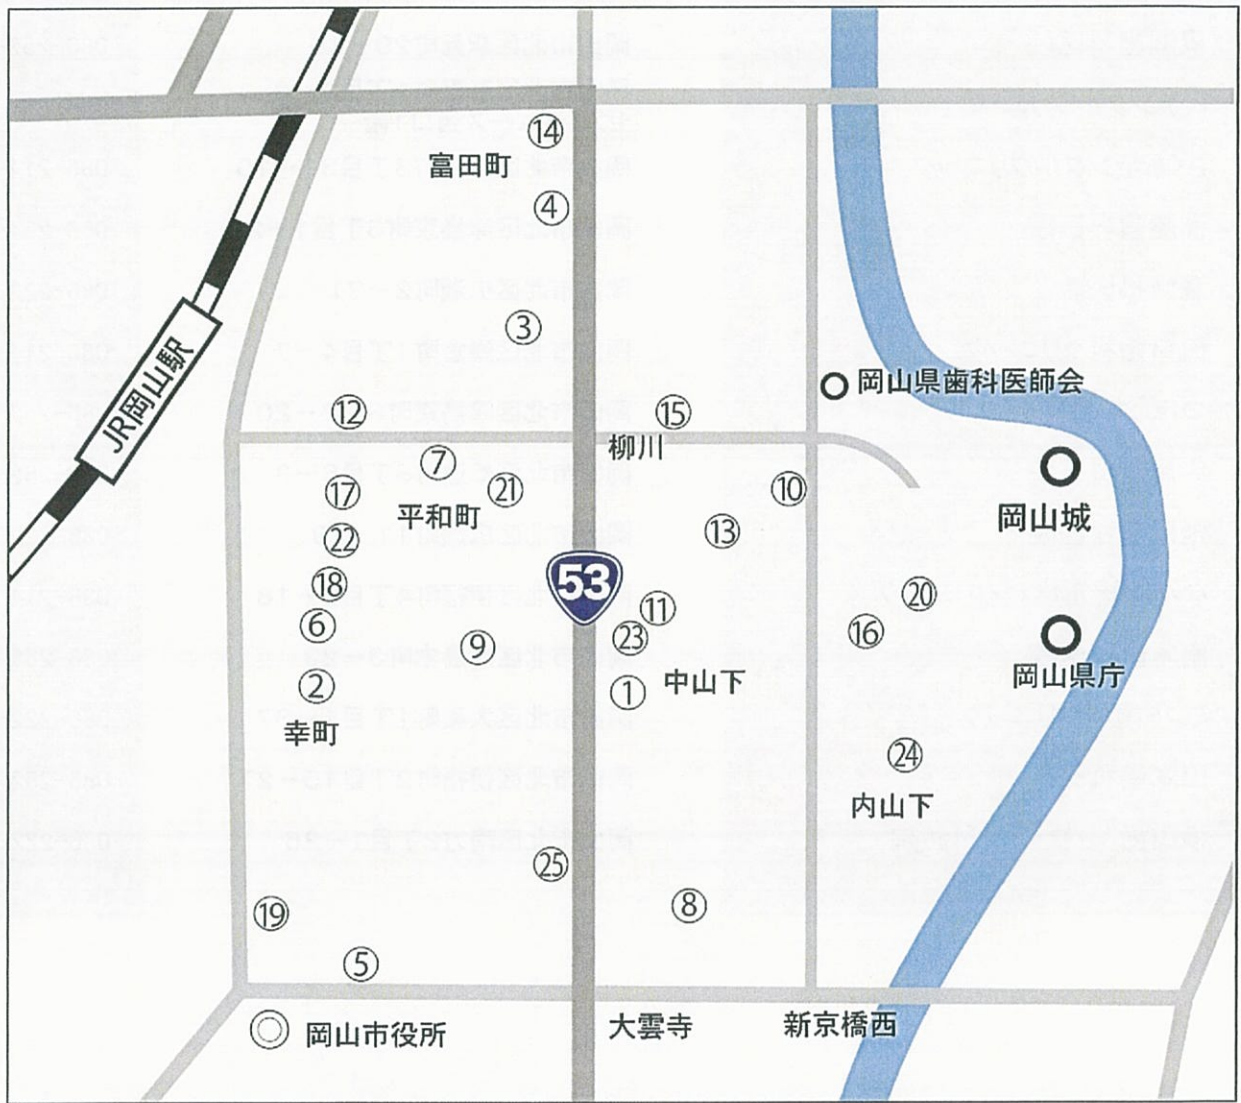 ⑭
富田町
④
③
JR岡山駅
岡山県歯科医師会
⑫
⑮
柳川
⑦
⑰
㉑
⑩
平和町
岡山城
⑬
㉒
53
⑱
⑳
⑪
⑥
㉓
⑯
⑨
岡山県庁
②
①
中山下
幸町
㉔
内山下
㉕
⑧
⑲
⑤
岡山市役所
大雲寺
新京橋西